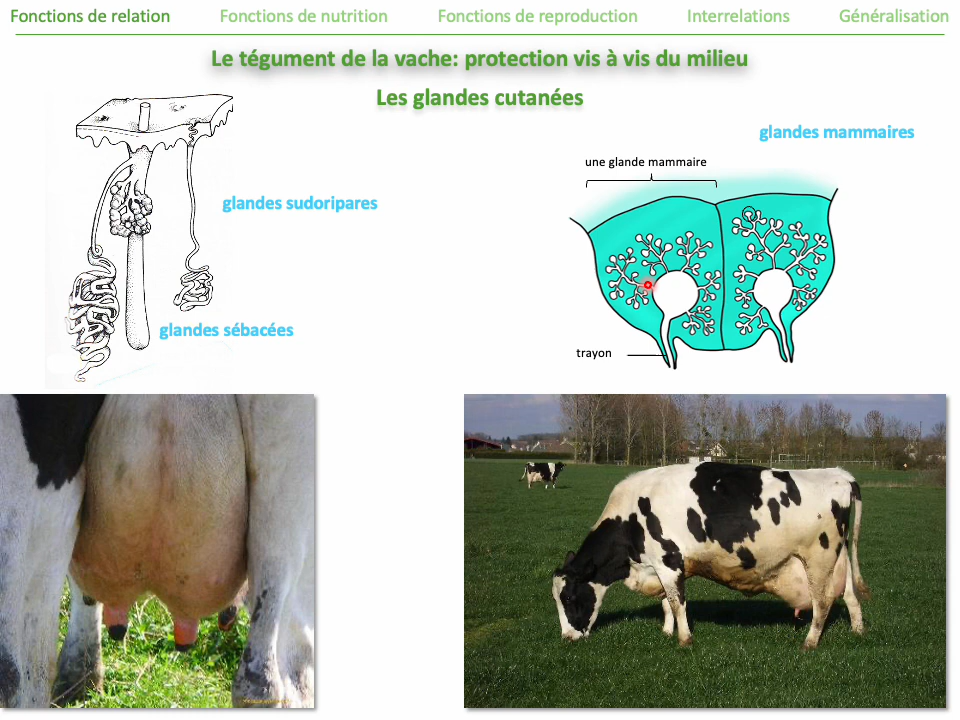 Fonctions de relation Fonctions de nutrition Fonctions de reproduction Interrelations Généralisation
Le tégument de la vache: protection vis à vis du milieu
Les glandes cutanées
glandes mammaires
une glande mammaire
glandes sudoripares
glandes sébacées
trayon